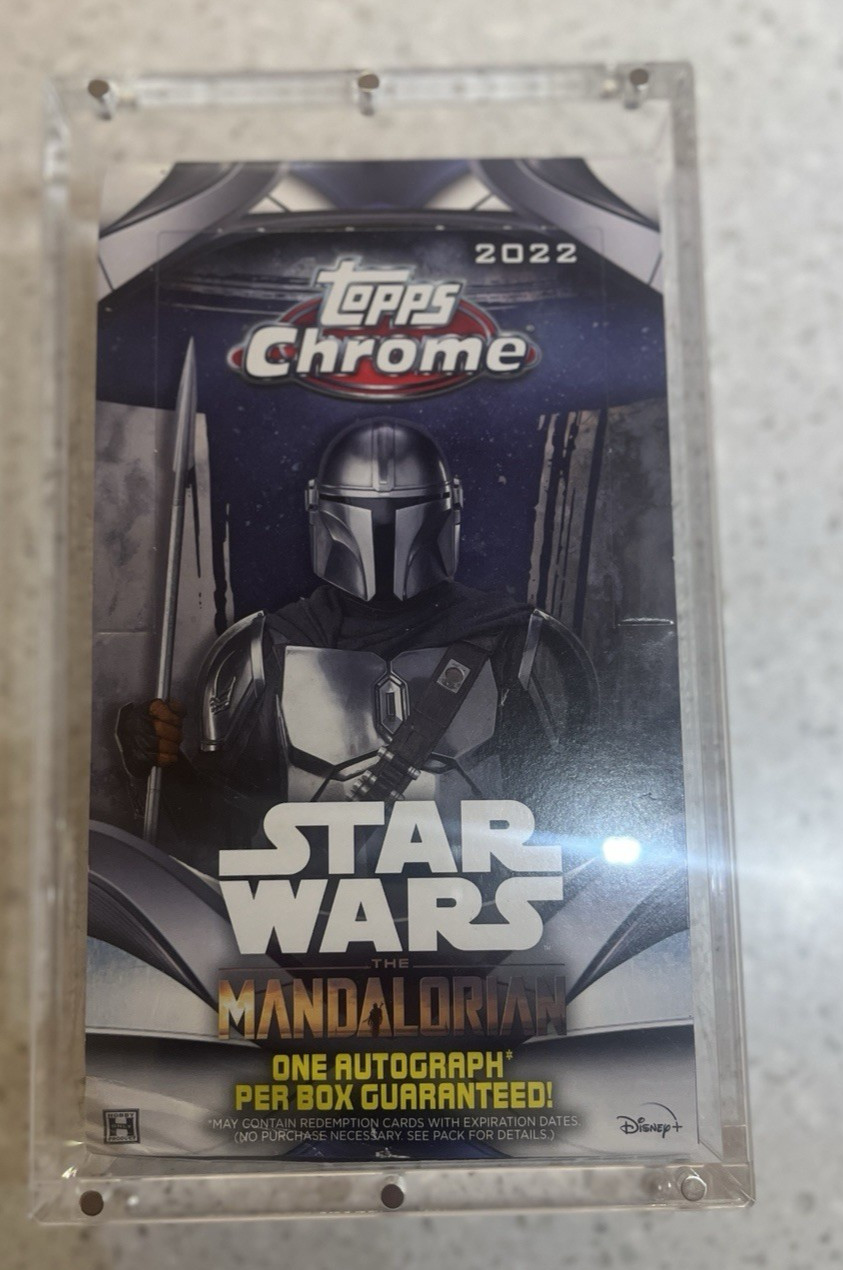 2022
Topps
Chrome
STAR
WARS
THE
MANDALORIAN
ONE AUTOGRAPH*
PER BOX GUARANTEED!
*MAY CONTAIN REDEMPTION CARDS WITH EXPIRATION DATES.
(NO PURCHASE NECESSARY. SEE PACK FOR DETAILS.)
HOBBY
H
Disney+